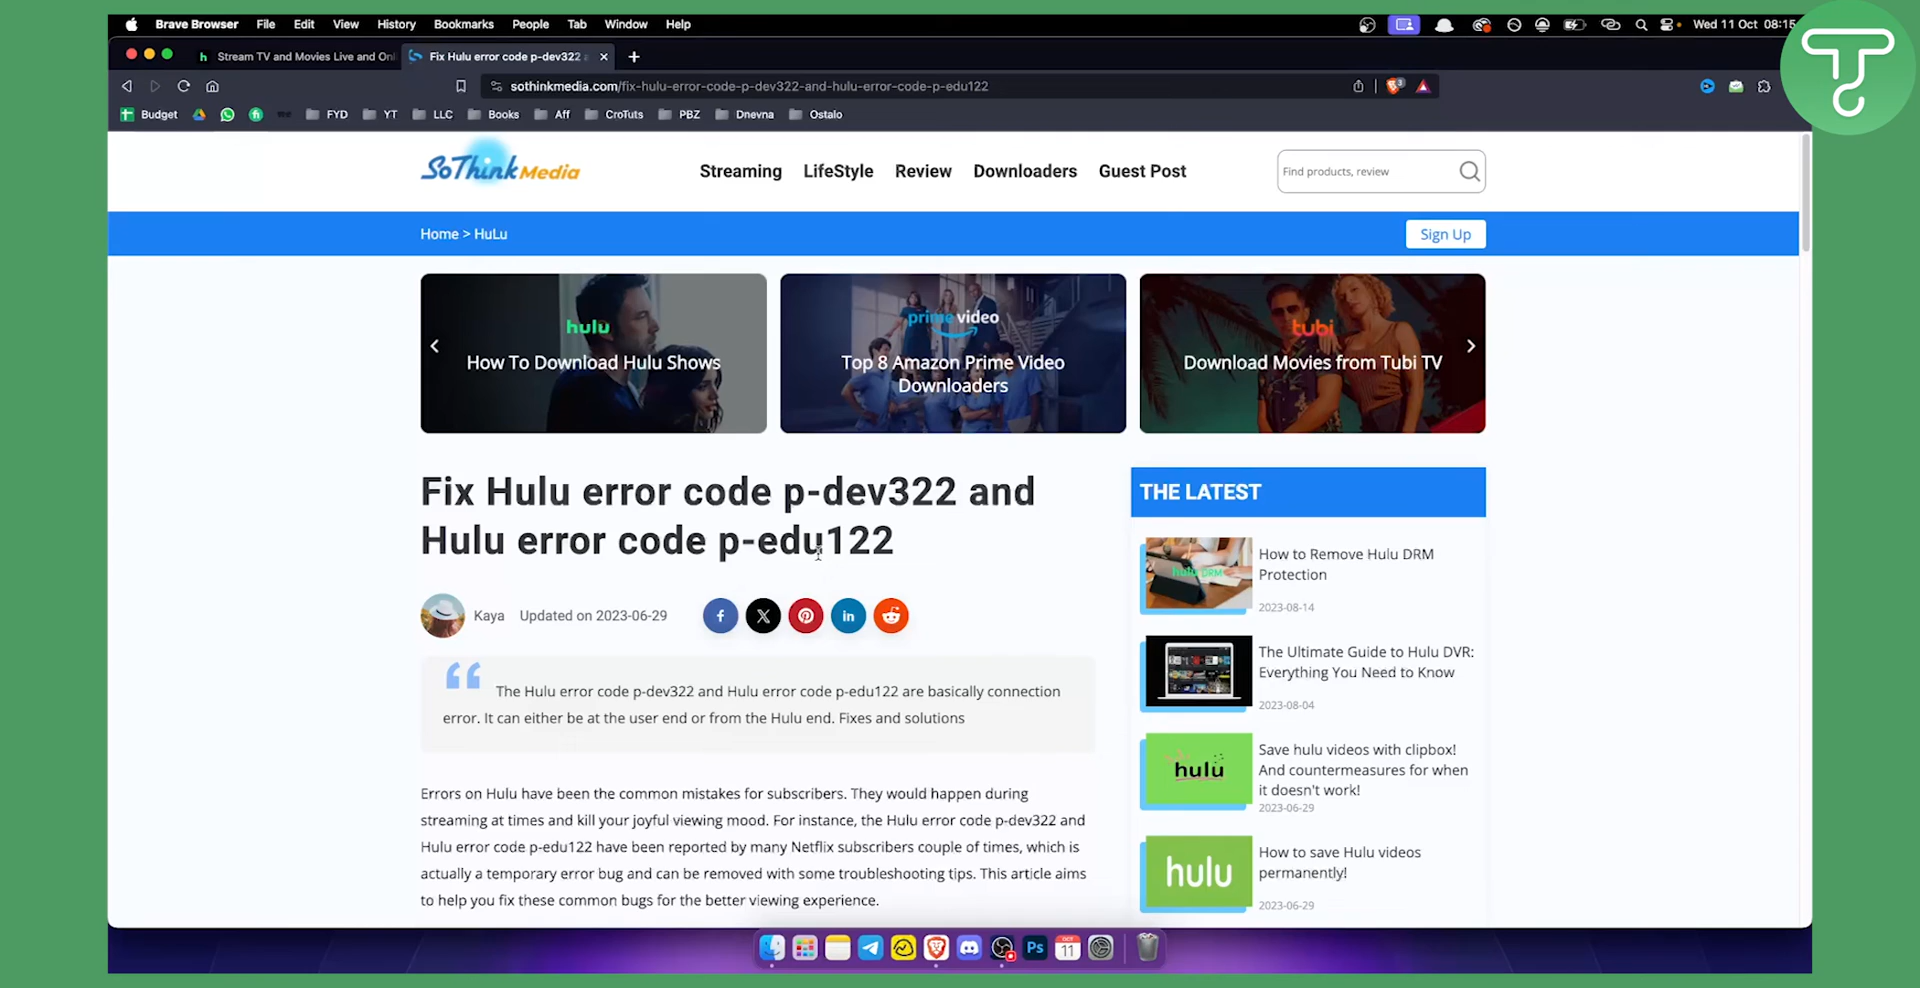 Brave Browser File Edit View History Bookmarks People Tab Window Help Wed 11 Oct 08:15
h Stream TV and Movies Live and Onl Fix Hulu error code p-dev322
sothinkmedia.com/fix-hulu-error-code-p-dev322-and-hulu-error-code-p-edu122
Budget FYD YT LLC Books Aff CroTuts PBZ Dnevna Ostalo
SoThink Media
Streaming LifeStyle Review Downloaders Guest Post
Find products, review
Home > HuLu
Sign Up
hulu
How To Download Hulu Shows
prime video
Top 8 Amazon Prime Video
Downloaders
tubi
Download Movies from Tubi TV
Fix Hulu error code p-dev322 and
Hulu error code p-edu122
Kaya Updated on 2023-06-29
The Hulu error code p-dev322 and Hulu error code p-edu122 are basically connection
error. It can either be at the user end or from the Hulu end. Fixes and solutions
Errors on Hulu have been the common mistakes for subscribers. They would happen during
streaming at times and kill your joyful viewing mood. For instance, the Hulu error code p-dev322 and
Hulu error code p-edu122 have been reported by many Netflix subscribers couple of times, which is
actually a temporary error bug and can be removed with some troubleshooting tips. This article aims
to help you fix these common bugs for the better viewing experience.
THE LATEST
hulu DRM
How to Remove Hulu DRM
Protection
2023-08-14
The Ultimate Guide to Hulu DVR:
Everything You Need to Know
2023-08-04
hulu
Save hulu videos with clipbox!
And countermeasures for when
it doesn't work!
2023-06-29
hulu
How to save Hulu videos
permanently!
2023-06-29
Ps
OCT
11